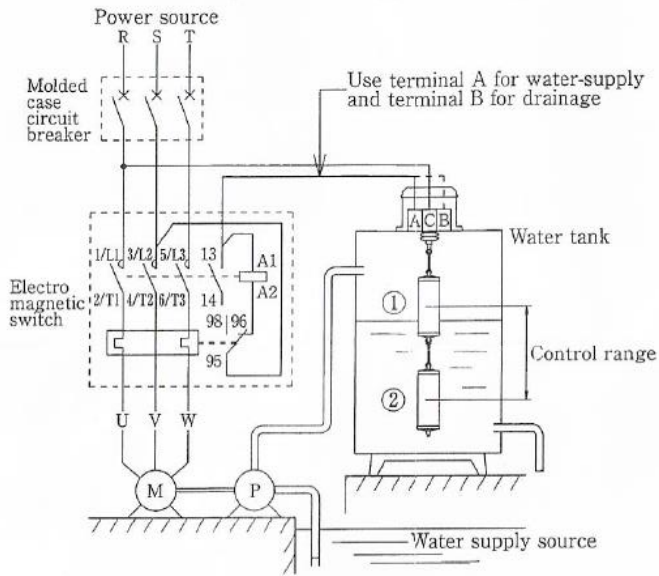 Power source
R S T
Molded
case
circuit
breaker
Use terminal A for water-supply
and terminal B for drainage
A C B
Water tank
1/L1 3/L2 5/L3 13
A1
A2
Electro
magnetic
switch
2/T1 4/T2 6/T3 14
98 96
95
①
Control range
②
U V W
M
P
Water supply source